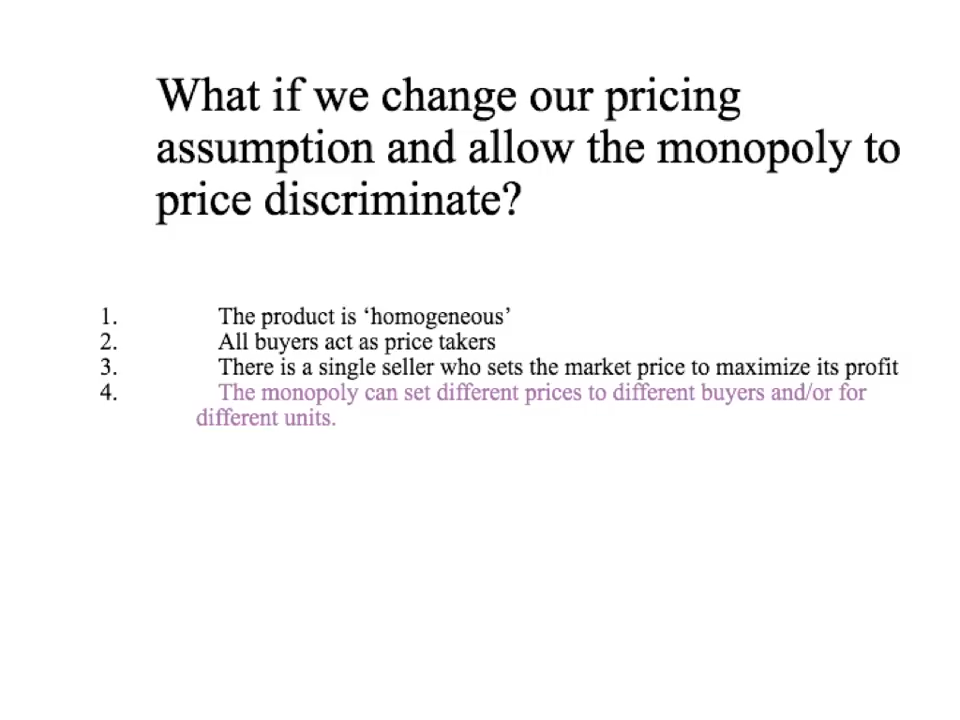 What if we change our pricing
assumption and allow the monopoly to
price discriminate?
1. The product is ‘homogeneous’
2. All buyers act as price takers
3. There is a single seller who sets the market price to maximize its profit
4. The monopoly can set different prices to different buyers and/or for
different units.